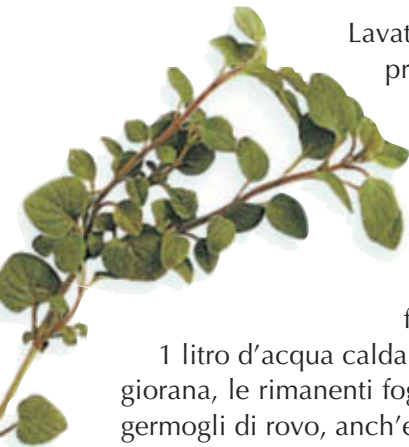 Lavat
pr
f
1 litro d’acqua calda
giorana, le rimanenti fog
germogli di rovo, anch’e